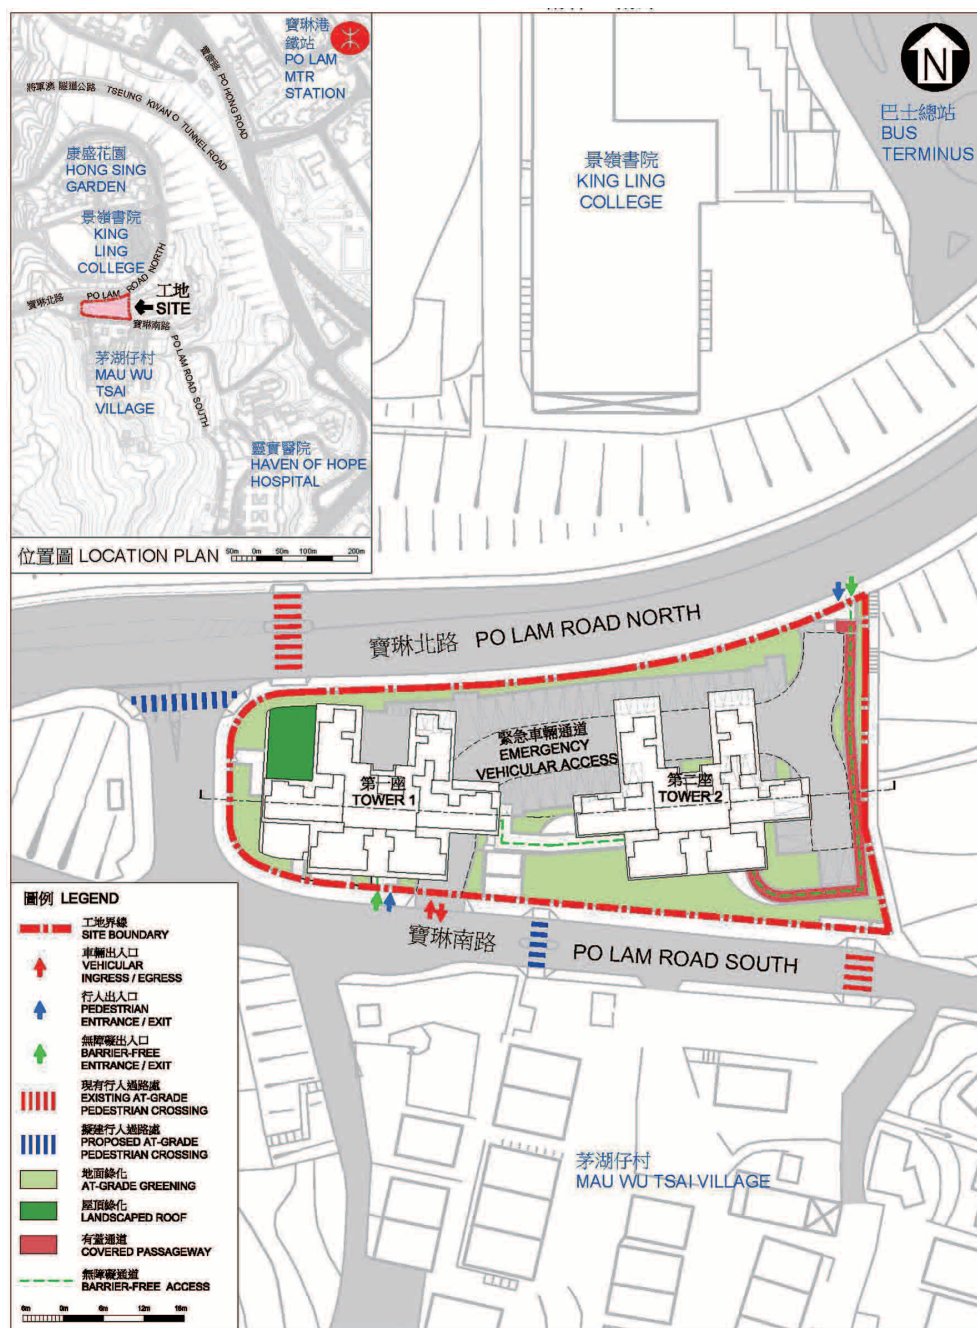 寶琳港
鐵站
PO LAM
MTR
STATION
將軍澳 隧道公路 TSEUNG KWAN O TUNNEL ROAD
PO HONG ROAD
康盛花園
HONG SING
GARDEN
景嶺書院
KING
LING
COLLEGE
寶琳北路 PO LAM ROAD NORTH
工地
SITE
寶琳南路
PO LAM ROAD SOUTH
茅湖仔村
MAU WU
TSAI
VILLAGE
靈實醫院
HAVEN OF HOPE
HOSPITAL
位置圖 LOCATION PLAN
50m 0m 50m 100m 200m
N
巴士總站
BUS
TERMINUS
景嶺書院
KING LING
COLLEGE
寶琳北路 PO LAM ROAD NORTH
緊急車輛通道
EMERGENCY
VEHICULAR ACCESS
第一座
TOWER 1
第二座
TOWER 2
寶琳南路
PO LAM ROAD SOUTH
茅湖仔村
MAU WU TSAI VILLAGE
圖例 LEGEND
工地界線
SITE BOUNDARY
車輛出入口
VEHICULAR
INGRESS / EGRESS
行人出入口
PEDESTRIAN
ENTRANCE / EXIT
無障礙出入口
BARRIER-FREE
ENTRANCE / EXIT
現有行人過路處
EXISTING AT-GRADE
PEDESTRIAN CROSSING
擬建行人過路處
PROPOSED AT-GRADE
PEDESTRIAN CROSSING
地面綠化
AT-GRADE GREENING
屋頂綠化
LANDSCAPED ROOF
有蓋通道
COVERED PASSAGEWAY
無障礙通道
BARRIER-FREE ACCESS
6m 0m 6m 12m 18m